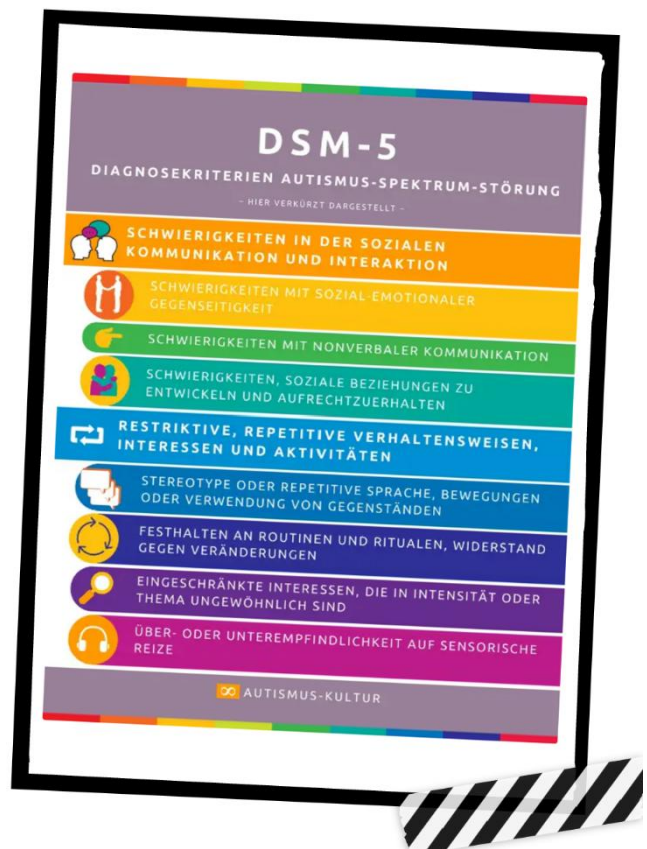 DSM-5
DIAGNOSEKRITERIEN AUTISMUS-SPEKTRUM-STÖRUNG
- HIER VERKÜRZT DARGESTELLT -
SCHWIERIGKEITEN IN DER SOZIALEN
KOMMUNIKATION UND INTERAKTION
SCHWIERIGKEITEN MIT SOZIAL-EMOTIONALER
GEGENSEITIGKEIT
SCHWIERIGKEITEN MIT NONVERBALER KOMMUNIKATION
SCHWIERIGKEITEN, SOZIALE BEZIEHUNGEN ZU
ENTWICKELN UND AUFRECHTZUERHALTEN
RESTRIKTIVE, REPETITIVE VERHALTENSWEISEN,
INTERESSEN UND AKTIVITÄTEN
STEREOTYPE ODER REPETITIVE SPRACHE, BEWEGUNGEN
ODER VERWENDUNG VON GEGENSTÄNDEN
FESTHALTEN AN ROUTINEN UND RITUALEN, WIDERSTAND
GEGEN VERÄNDERUNGEN
EINGESCHRÄNKTE INTERESSEN, DIE IN INTENSITÄT ODER
THEMA UNGEWÖHNLICH SIND
ÜBER- ODER UNTEREMPFINDLICHKEIT AUF SENSORISCHE
REIZE
AUTISMUS-KULTUR